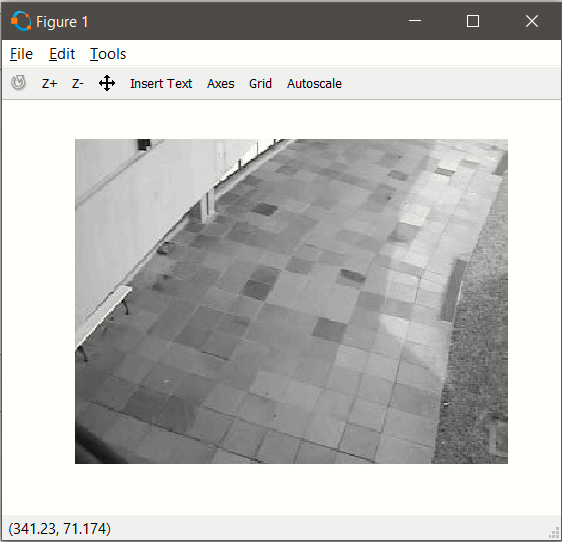 Figure 1
File Edit Tools
Z+ Z- Insert Text Axes Grid Autoscale
(341.23, 71.174)